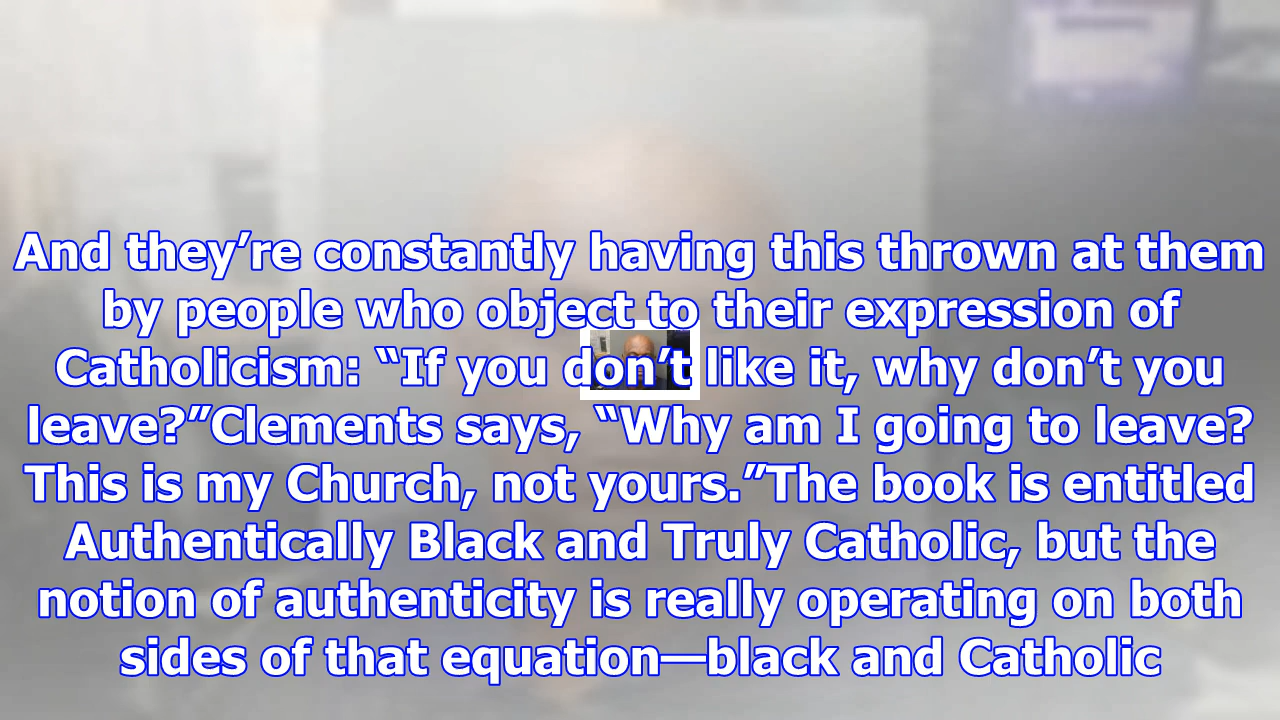 And they’re constantly having this thrown at them
by people who object to their expression of
Catholicism: “If you don’t like it, why don’t you
leave?”Clements says, “Why am I going to leave?
This is my Church, not yours.”The book is entitled
Authentically Black and Truly Catholic, but the
notion of authenticity is really operating on both
sides of that equation—black and Catholic